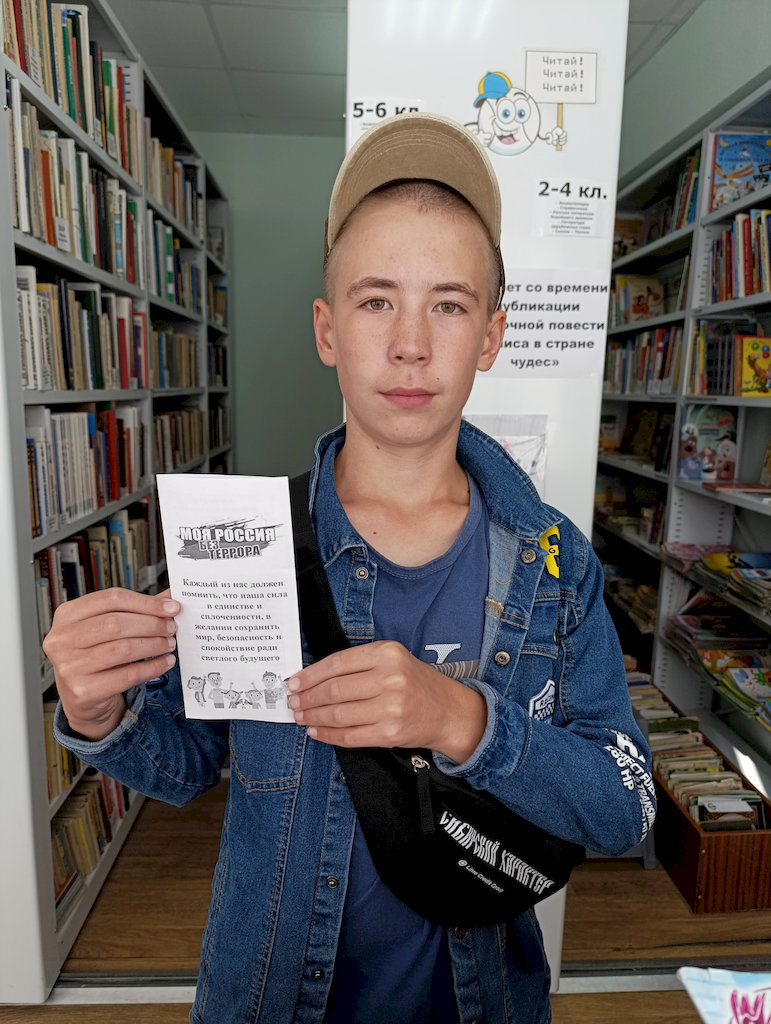 Читай!
Читай!
Читай!
5-6 кл.
2-4 кл.
ет со времени
убликации
очной повести
иса в стране
чудес»
МОЯ РОССИЯ
БЕЗ
ТЕРРОРА
Каждый из нас должен
помнить, что наша сила
в единстве и
сплоченности, в
желании сохранить
мир, безопасность и
спокойствие ради
светлого будущего
СИБИРСКИЙ ХАРАКТЕР